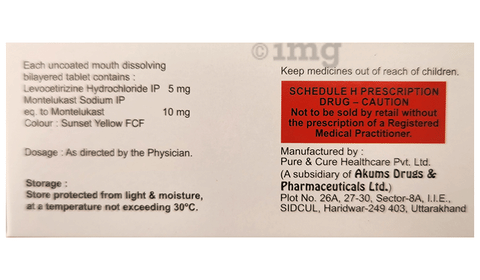 ©1mg
Each uncoated mouth dissolving
bilayered tablet contains :
Levocetirizine Hydrochloride IP 5 mg
Montelukast Sodium IP
eq. to Montelukast 10 mg
Colour : Sunset Yellow FCF
Dosage : As directed by the Physician.
Storage :
Store protected from light & moisture,
at a temperature not exceeding 30°C.
Keep medicines out of reach of children.
SCHEDULE H PRESCRIPTION
DRUG – CAUTION
Not to be sold by retail without
the prescription of a Registered
Medical Practitioner.
Manufactured by :
Pure & Cure Healthcare Pvt. Ltd.
(A subsidiary of Akums Drugs &
Pharmaceuticals Ltd.)
Plot No. 26A, 27-30, Sector-8A, I.I.E.,
SIDCUL, Haridwar-249 403, Uttarakhand